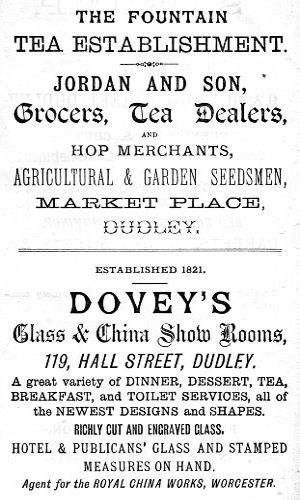 THE FOUNTAIN
TEA ESTABLISHMENT.
JORDAN AND SON,
Grocers, Tea Dealers,
AND
HOP MERCHANTS,
AGRICULTURAL & GARDEN SEEDSMEN,
MARKET PLACE,
DUDLEY.
ESTABLISHED 1821.
DOVEY'S
Glass & China Show Rooms,
119, HALL STREET, DUDLEY.
A great variety of DINNER, DESSERT, TEA,
BREAKFAST, and TOILET SERVICES, all of
the NEWEST DESIGNS and SHAPES.
RICHLY CUT AND ENGRAVED GLASS.
HOTEL & PUBLICANS' GLASS AND STAMPED
MEASURES ON HAND.
Agent for the ROYAL CHINA WORKS, WORCESTER.